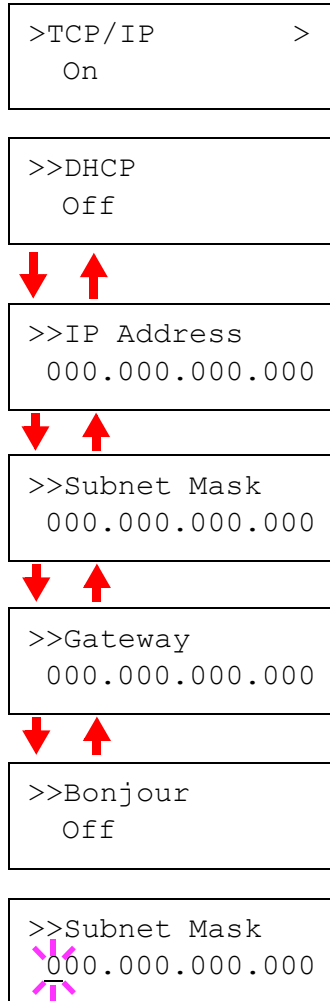 >TCP/IP >
On
>>DHCP
Off
>>IP Address
000.000.000.000
>>Subnet Mask
000.000.000.000
>>Gateway
000.000.000.000
>>Bonjour
Off
>>Subnet Mask
000.000.000.000